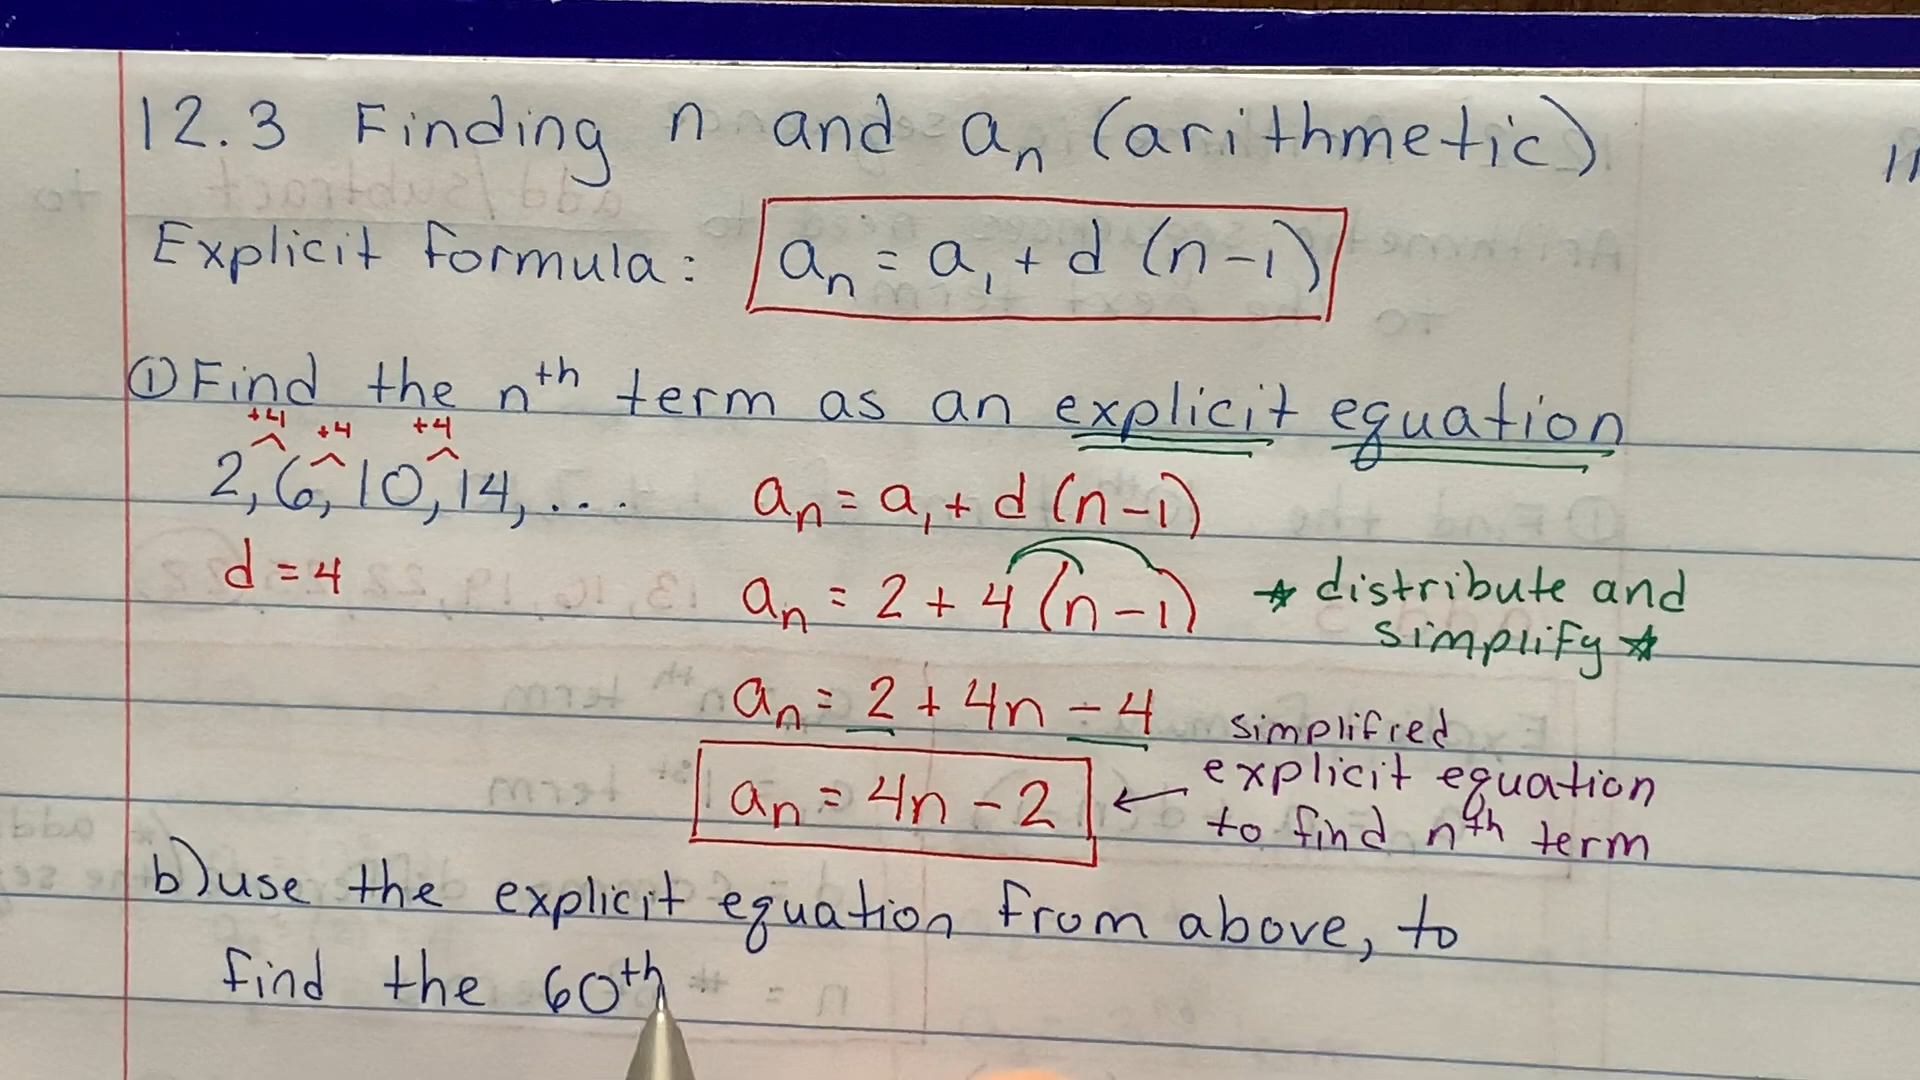 12.3 Finding n and aₙ (arithmetic)
Explicit formula: aₙ = a₁ + d (n-1)
① Find the nᵗʰ term as an explicit equation
+4 +4 +4
2, 6, 10, 14, ...
d = 4
aₙ = a₁ + d (n-1)
aₙ = 2 + 4 (n-1)
* distribute and
simplify *
aₙ = 2 + 4n - 4
aₙ = 4n - 2
← simplified
explicit equation
to find nᵗʰ term
b) use the explicit equation from above, to
find the 60ᵗʰ